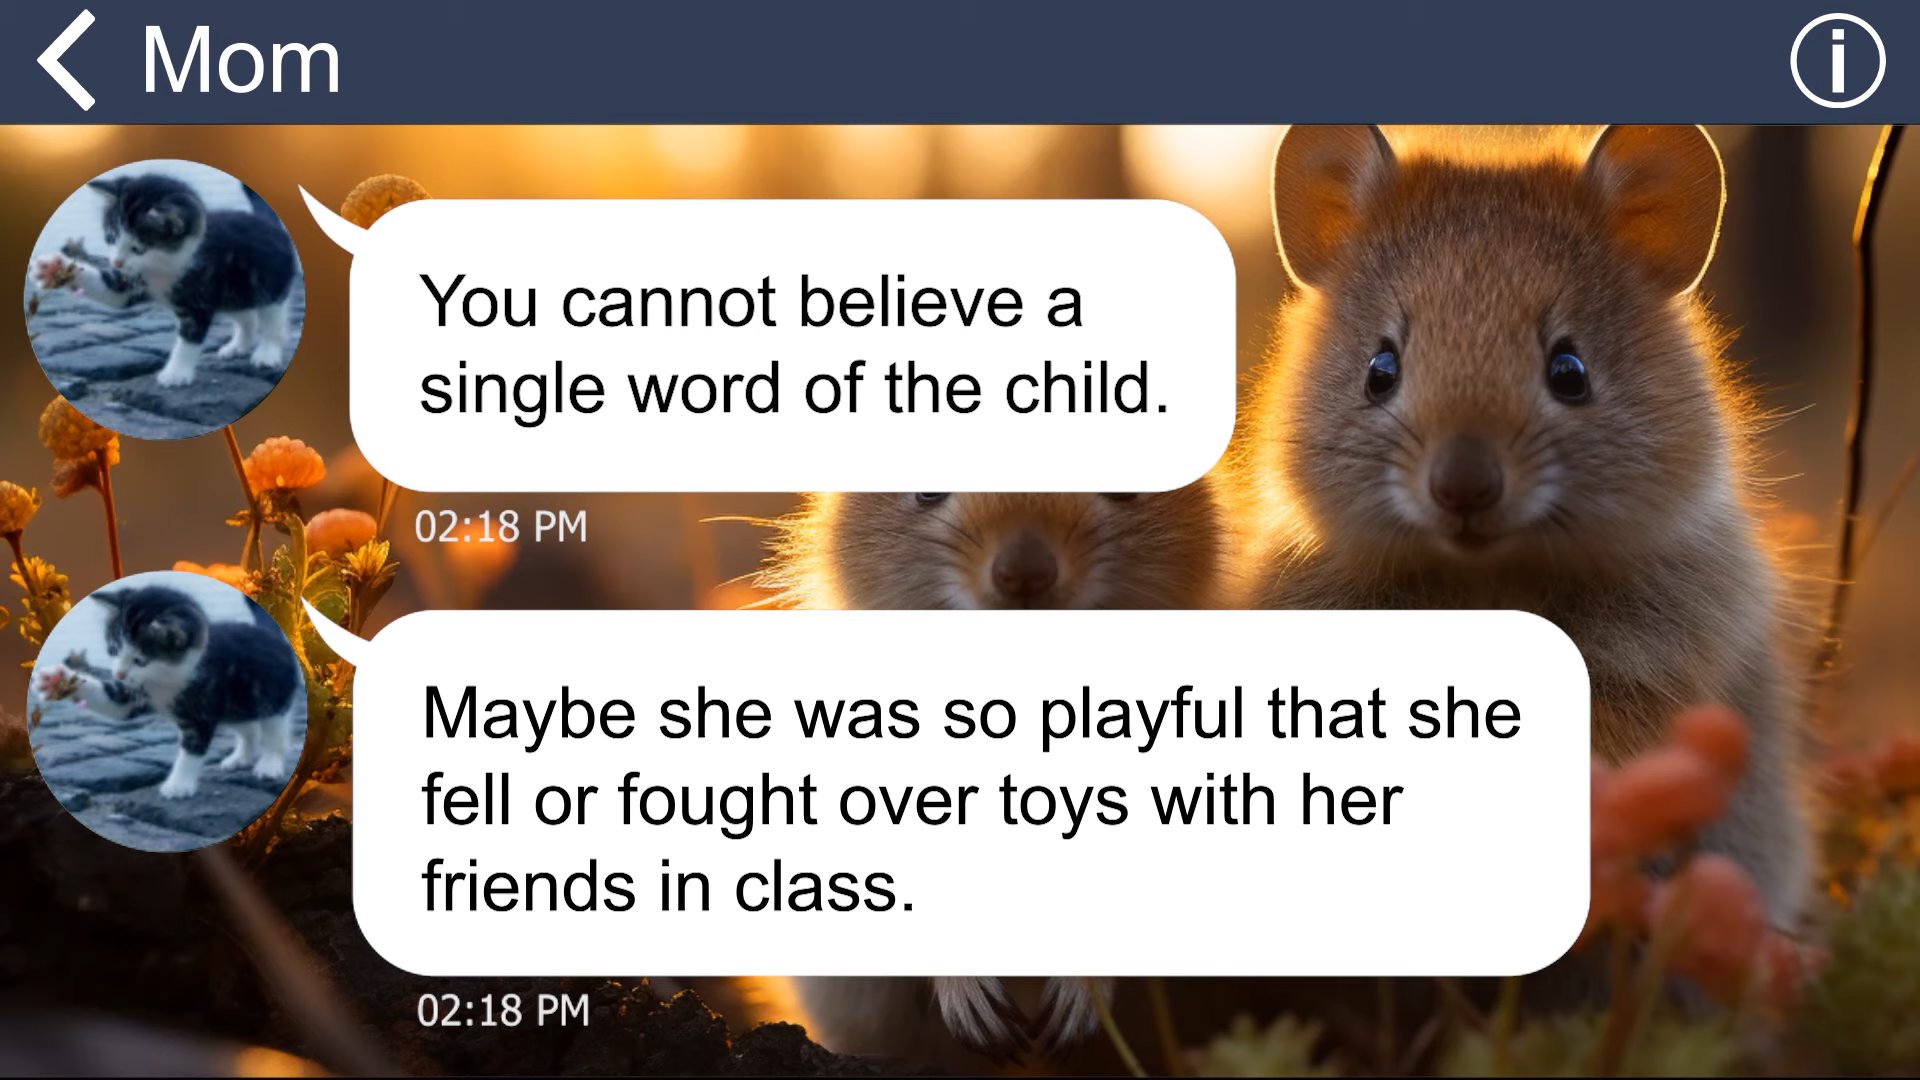 Mom
You cannot believe a
single word of the child.
02:18 PM
Maybe she was so playful that she
fell or fought over toys with her
friends in class.
02:18 PM